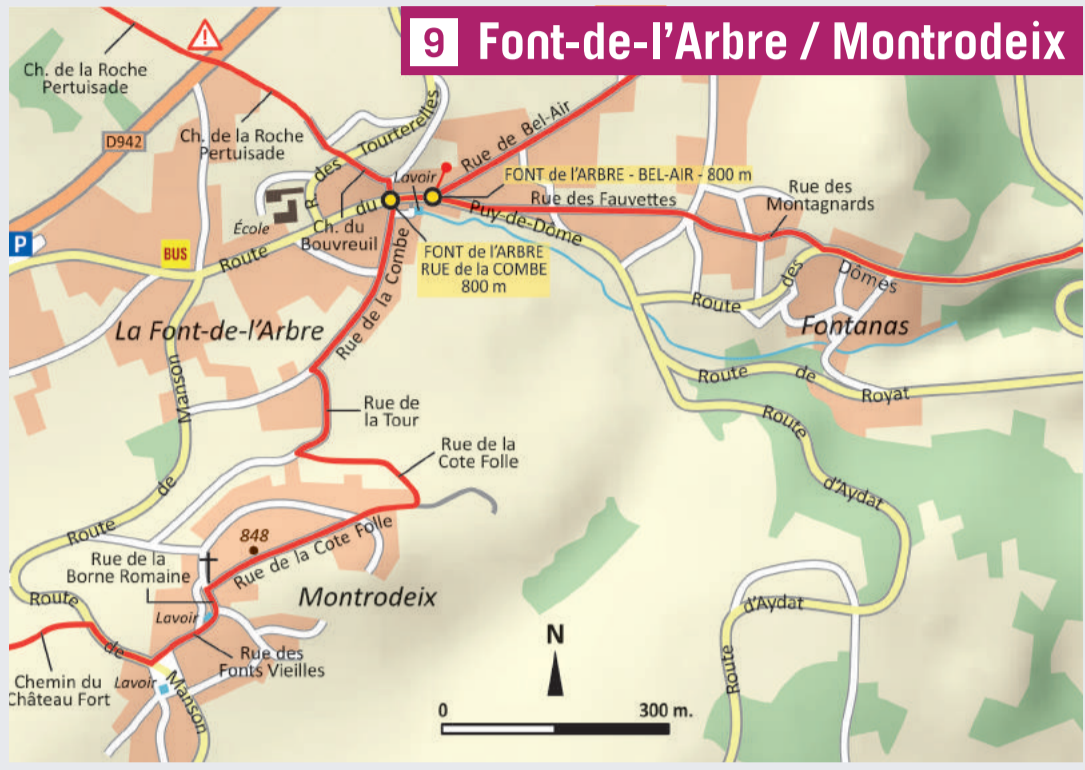 9 Font-de-l'Arbre / Montrodeix
Ch. de la Roche
Pertuisade
D942
Ch. de la Roche
Pertuisade
R. des Tourterelles
Rue de Bel-Air
Lavoir
FONT de l'ARBRE - BEL-AIR - 800 m
Rue des Fauvettes
Rue des
Montagnards
École
Ch. du
Bouvreuil
P
BUS
Route du Puy-de-Dôme
FONT de l'ARBRE
RUE de la COMBE
800 m
Rue de la Combe
Route des Dômes
La Font-de-l'Arbre
Fontanas
Route de Royat
Route de Manson
Rue de
la Tour
Rue de la
Cote Folle
Route d'Aydat
848
Rue de la Cote Folle
Rue de la
Borne Romaine
Montrodeix
Lavoir
Route de Manson
Rue des
Fonts Vieilles
Chemin du
Château Fort
Lavoir
Route d'Aydat
N
0 300 m.